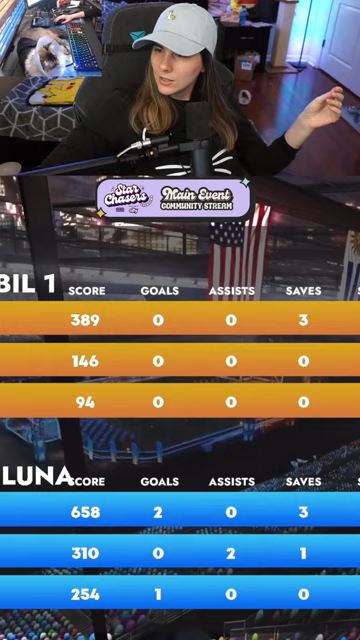 Star Chasers
Main Event
COMMUNITY STREAM
BIL 1 SCORE GOALS ASSISTS SAVES S
389 0 0 3
146 0 0 0
94 0 0 0
LUNA SCORE GOALS ASSISTS SAVES S
658 2 0 3
310 0 2 1
254 1 0 0